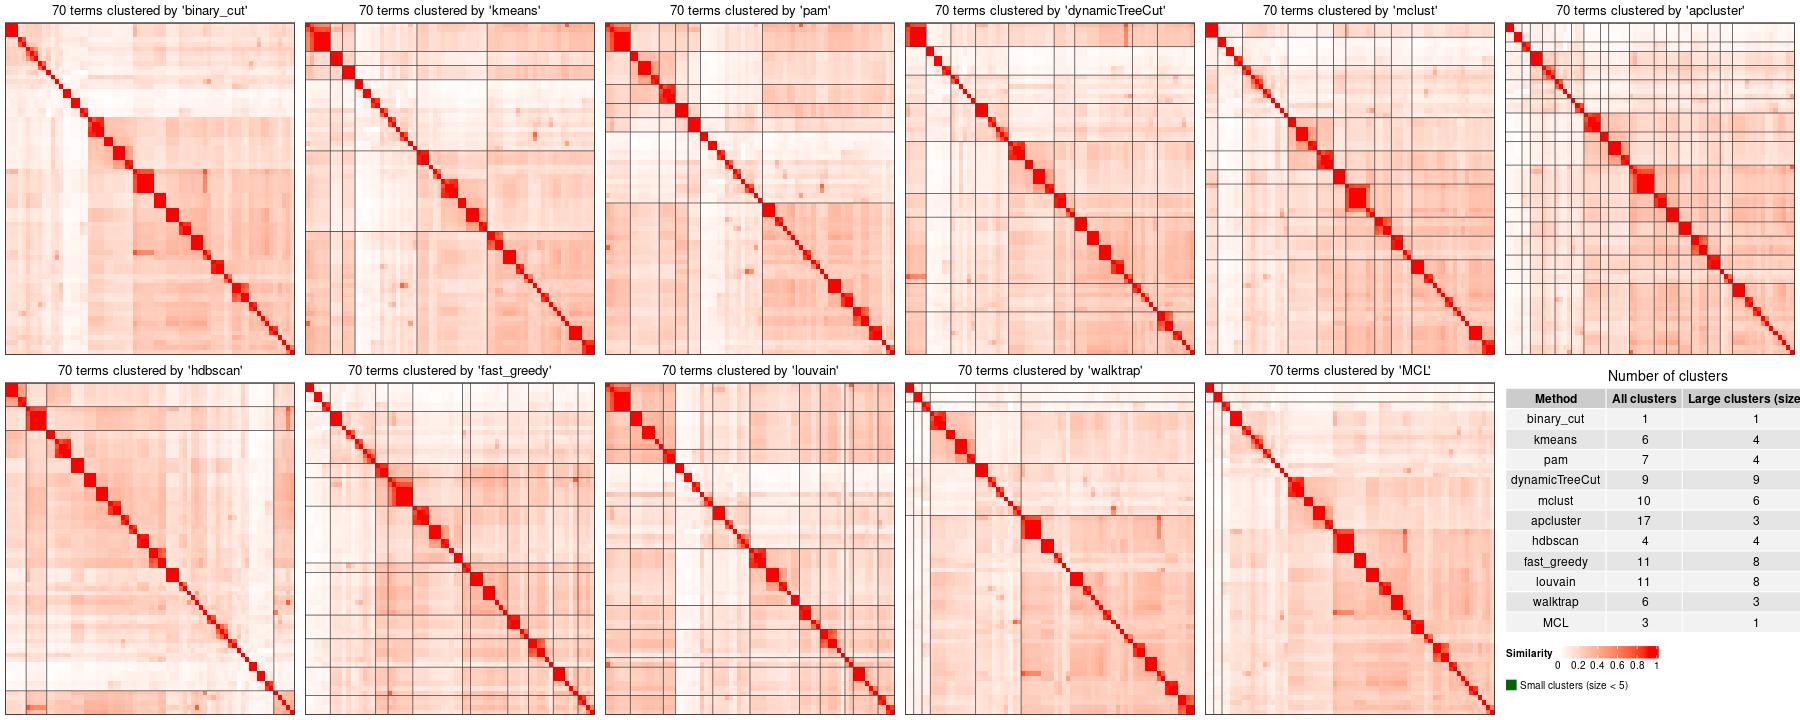 70 terms clustered by 'binary_cut'
70 terms clustered by 'kmeans'
70 terms clustered by 'pam'
70 terms clustered by 'dynamicTreeCut'
70 terms clustered by 'mclust'
70 terms clustered by 'apcluster'
70 terms clustered by 'hdbscan'
70 terms clustered by 'fast_greedy'
70 terms clustered by 'louvain'
70 terms clustered by 'walktrap'
70 terms clustered by 'MCL'
Number of clusters
Method All clusters Large clusters (size
binary_cut 1 1
kmeans 6 4
pam 7 4
dynamicTreeCut 9 9
mclust 10 6
apcluster 17 3
hdbscan 4 4
fast_greedy 11 8
louvain 11 8
walktrap 6 3
MCL 3 1
Similarity
0 0.2 0.4 0.6 0.8 1
Small clusters (size < 5)